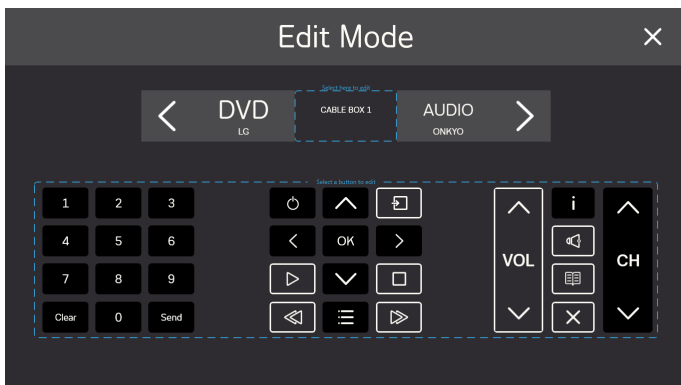 Edit Mode
Select here to edit
DVD
LG
CABLE BOX 1
AUDIO
ONKYO
Select a button to edit
1 2 3
i
4 5 6
OK
VOL
CH
7 8 9
Clear 0 Send